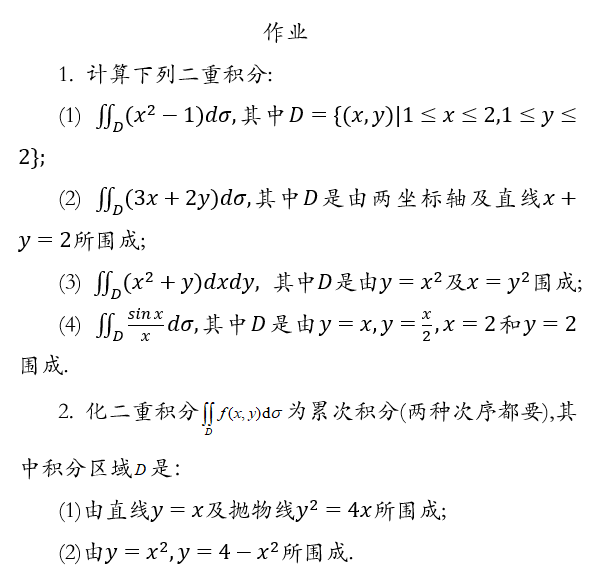 作业
1. 计算下列二重积分:
(1) ∬_D(x² − 1)dσ,其中D = {(x, y)|1 ≤ x ≤ 2,1 ≤ y ≤
2};
(2) ∬_D(3x + 2y)dσ,其中D是由两坐标轴及直线x +
y = 2所围成;
(3) ∬_D(x² + y)dxdy, 其中D是由y = x²及x = y²围成;
(4) ∬_D \frac{sin x}{x}dσ,其中D是由y = x, y = \frac{x}{2}, x = 2和y = 2
围成.
2. 化二重积分∬_D f(x, y)dσ为累次积分(两种次序都要),其
中积分区域D是:
(1)由直线y = x及抛物线y² = 4x所围成;
(2)由y = x², y = 4 − x²所围成.